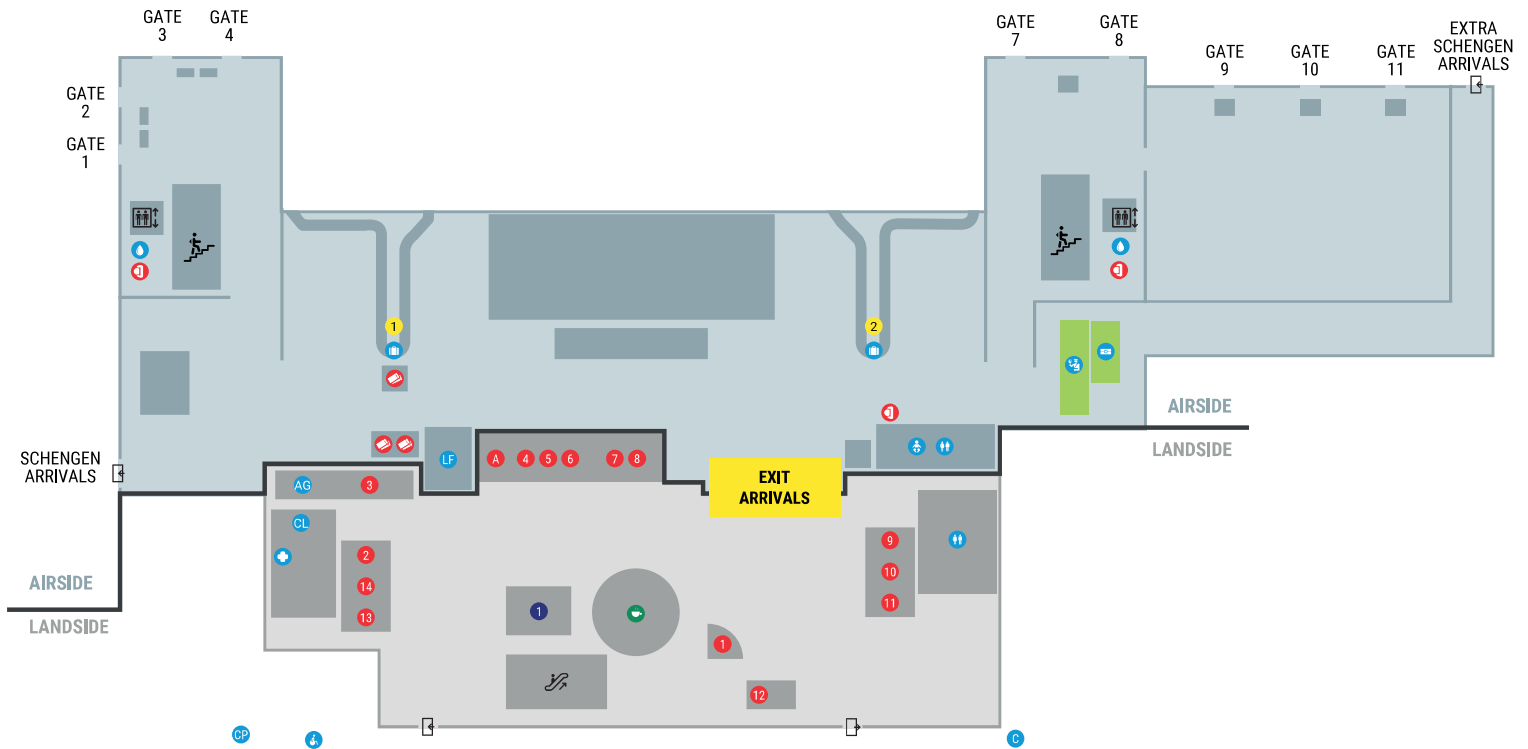 GATE
3
GATE
4
GATE
7
GATE
8
EXTRA
SCHENGEN
ARRIVALS
GATE
9
GATE
10
GATE
11
GATE
2
GATE
1
1
2
AIRSIDE
LANDSIDE
SCHENGEN
ARRIVALS
LF
A 4 5 6 7 8
EXIT
ARRIVALS
AG 3
CL
2
14
13
9
10
11
AIRSIDE
LANDSIDE
1
1
12
CP
C